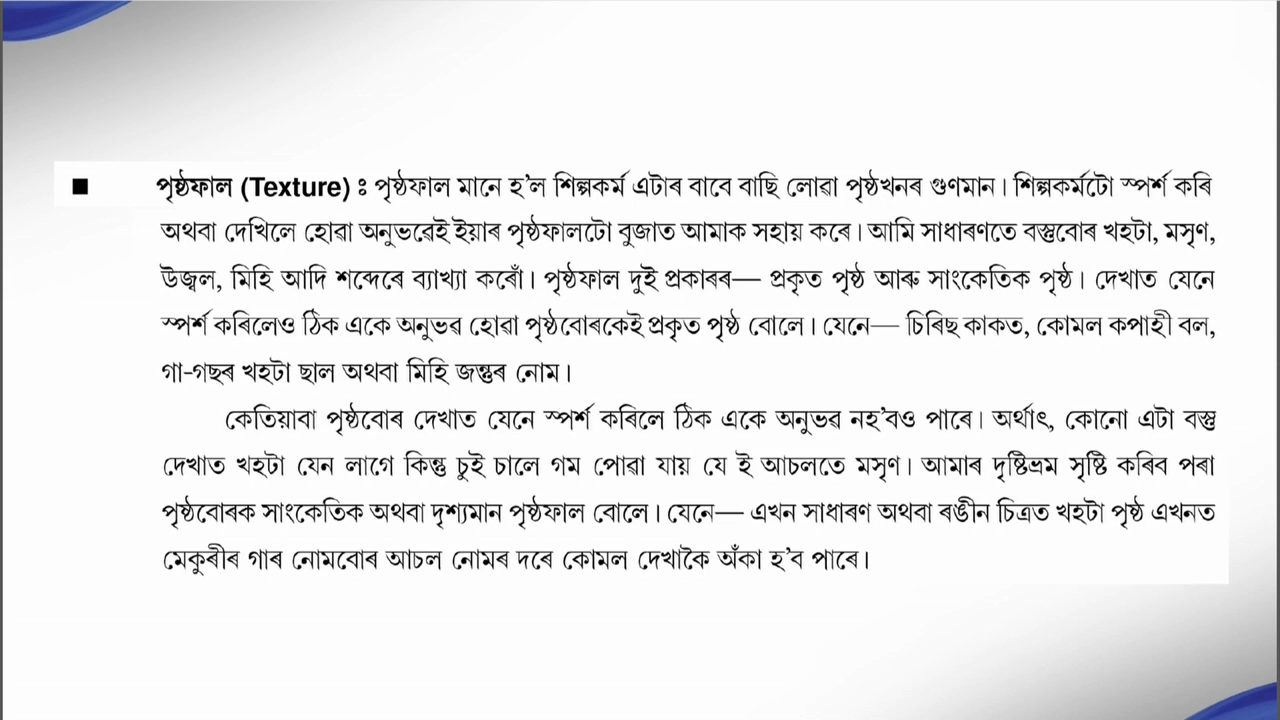 ■ পৃষ্ঠফাল (Texture) ঃ পৃষ্ঠফাল মানে হ'ল শিল্পকৰ্ম এটাৰ বাবে বাছি লোৱা পৃষ্ঠখনৰ গুণমান। শিল্পকৰ্মটো স্পৰ্শ কৰি
অথবা দেখিলে হোৱা অনুভৱেই ইয়াৰ পৃষ্ঠফালটো বুজাত আমাক সহায় কৰে। আমি সাধাৰণতে বস্তুবোৰ খহটা, মসৃণ,
উজ্বল, মিহি আদি শব্দেৰে ব্যাখ্যা কৰোঁ। পৃষ্ঠফাল দুই প্ৰকাৰৰ— প্ৰকৃত পৃষ্ঠ আৰু সাংকেতিক পৃষ্ঠ। দেখাত যেনে
স্পৰ্শ কৰিলেও ঠিক একে অনুভৱ হোৱা পৃষ্ঠবোৰকেই প্ৰকৃত পৃষ্ঠ বোলে। যেনে— চিৰিছ কাকত, কোমল কপাহী বল,
গা-গছৰ খহটা ছাল অথবা মিহি জন্তুৰ নোম।
কেতিয়াবা পৃষ্ঠবোৰ দেখাত যেনে স্পৰ্শ কৰিলে ঠিক একে অনুভৱ নহ'বও পাৰে। অৰ্থাৎ, কোনো এটা বস্তু
দেখাত খহটা যেন লাগে কিন্তু চুই চালে গম পোৱা যায় যে ই আচলতে মসৃণ। আমাৰ দৃষ্টিভ্ৰম সৃষ্টি কৰিব পৰা
পৃষ্ঠবোৰক সাংকেতিক অথবা দৃশ্যমান পৃষ্ঠফাল বোলে। যেনে— এখন সাধাৰণ অথবা ৰঙীন চিত্ৰত খহটা পৃষ্ঠ এখনত
মেকুৰীৰ গাৰ নোমবোৰ আচল নোমৰ দৰে কোমল দেখাকৈ অঁকা হ'ব পাৰে।